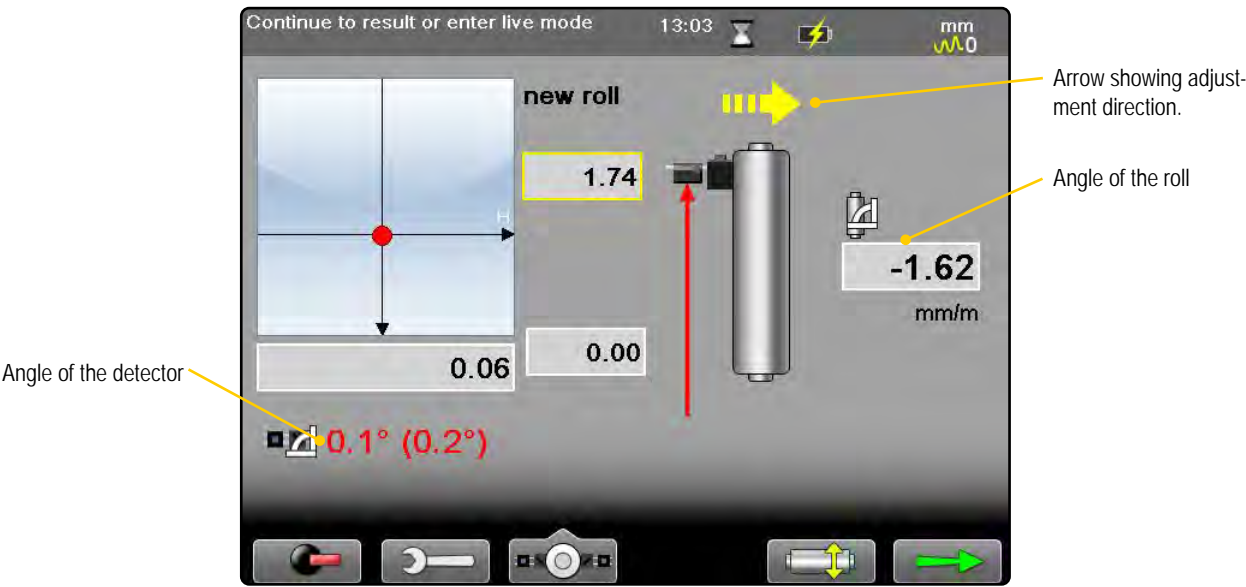 Continue to result or enter live mode
13:03
mm
0
new roll
1.74
H
-1.62
mm/m
0.00
0.06
0.1° (0.2°)
Arrow showing adjust-
ment direction.
Angle of the roll
Angle of the detector